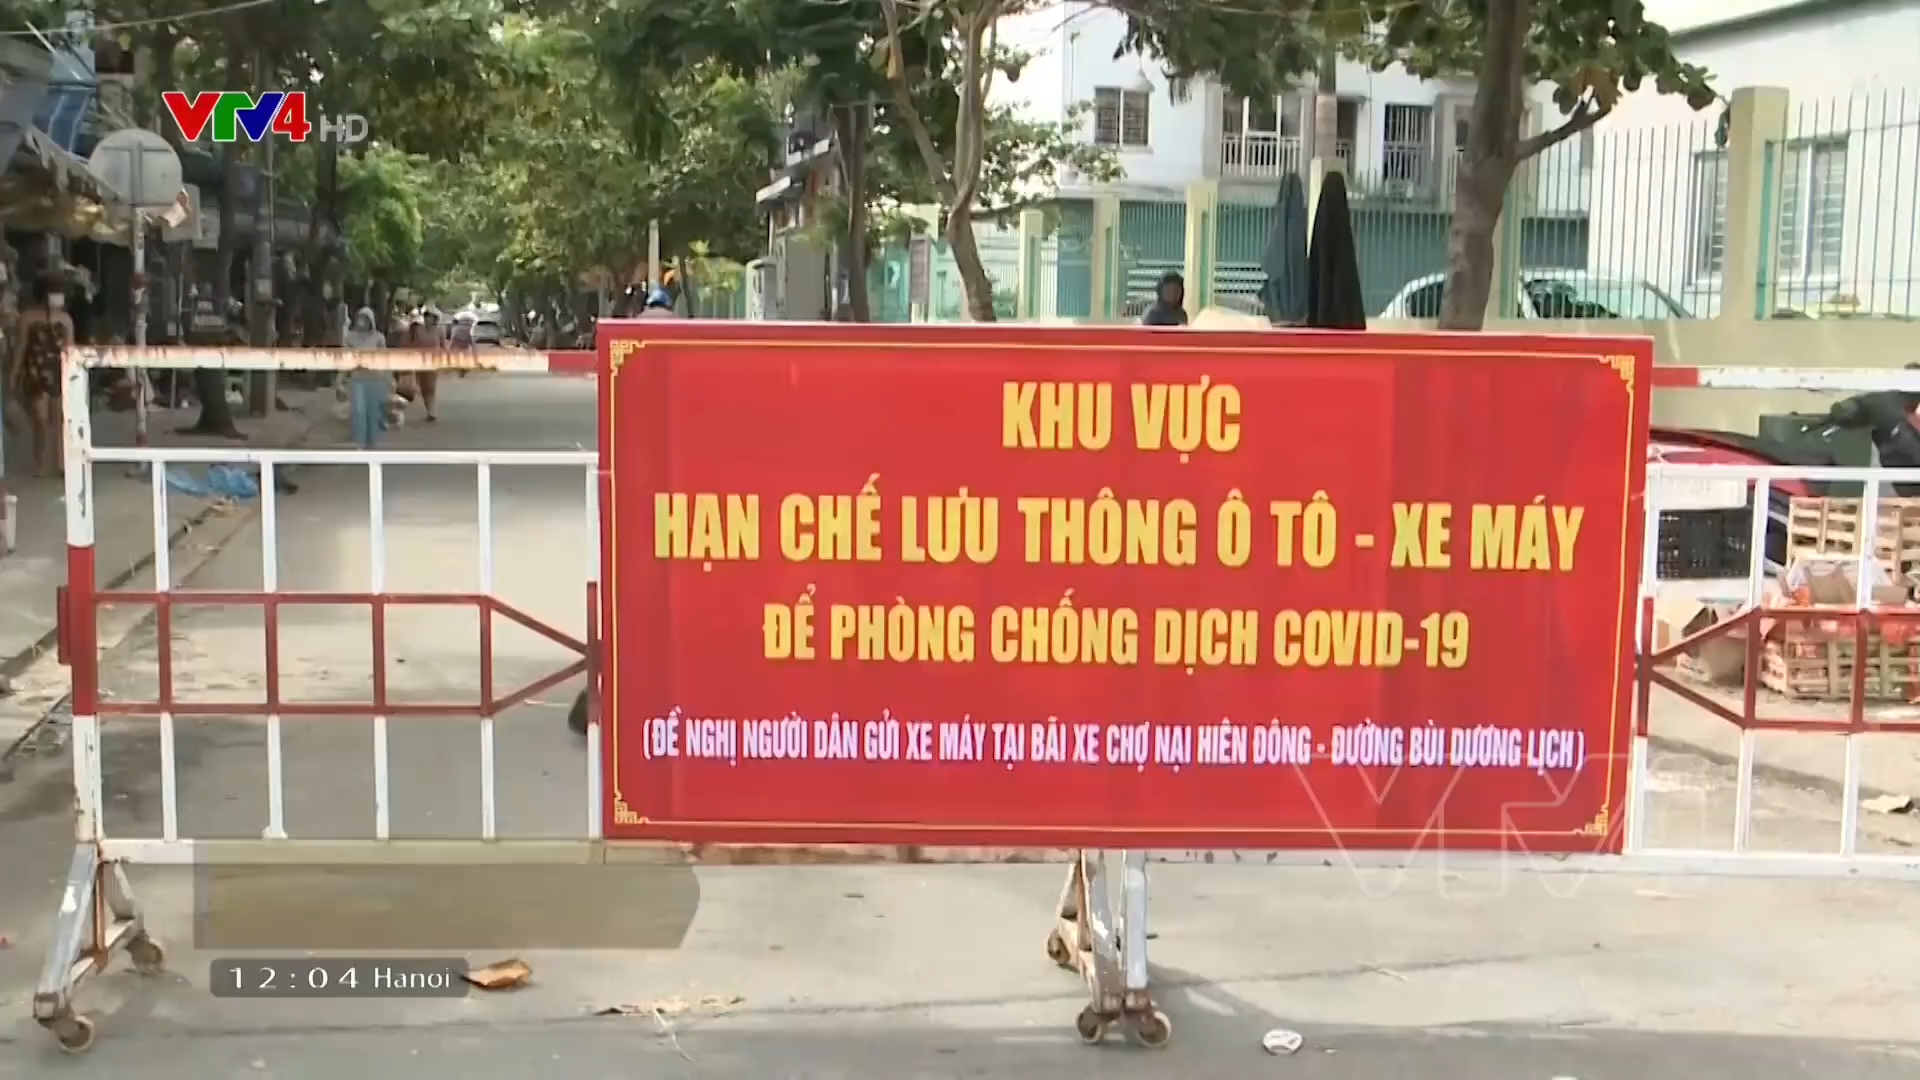 VTV4 HD
KHU VỰC
HẠN CHẾ LƯU THÔNG Ô TÔ - XE MÁY
ĐỂ PHÒNG CHỐNG DỊCH COVID-19
(ĐỀ NGHỊ NGƯỜI DÂN GỬI XE MÁY TẠI BÃI XE CHỢ NẠI HIÊN ĐÔNG - ĐƯỜNG BÙI DƯƠNG LỊCH)
VTV4
12:04 Hanoi